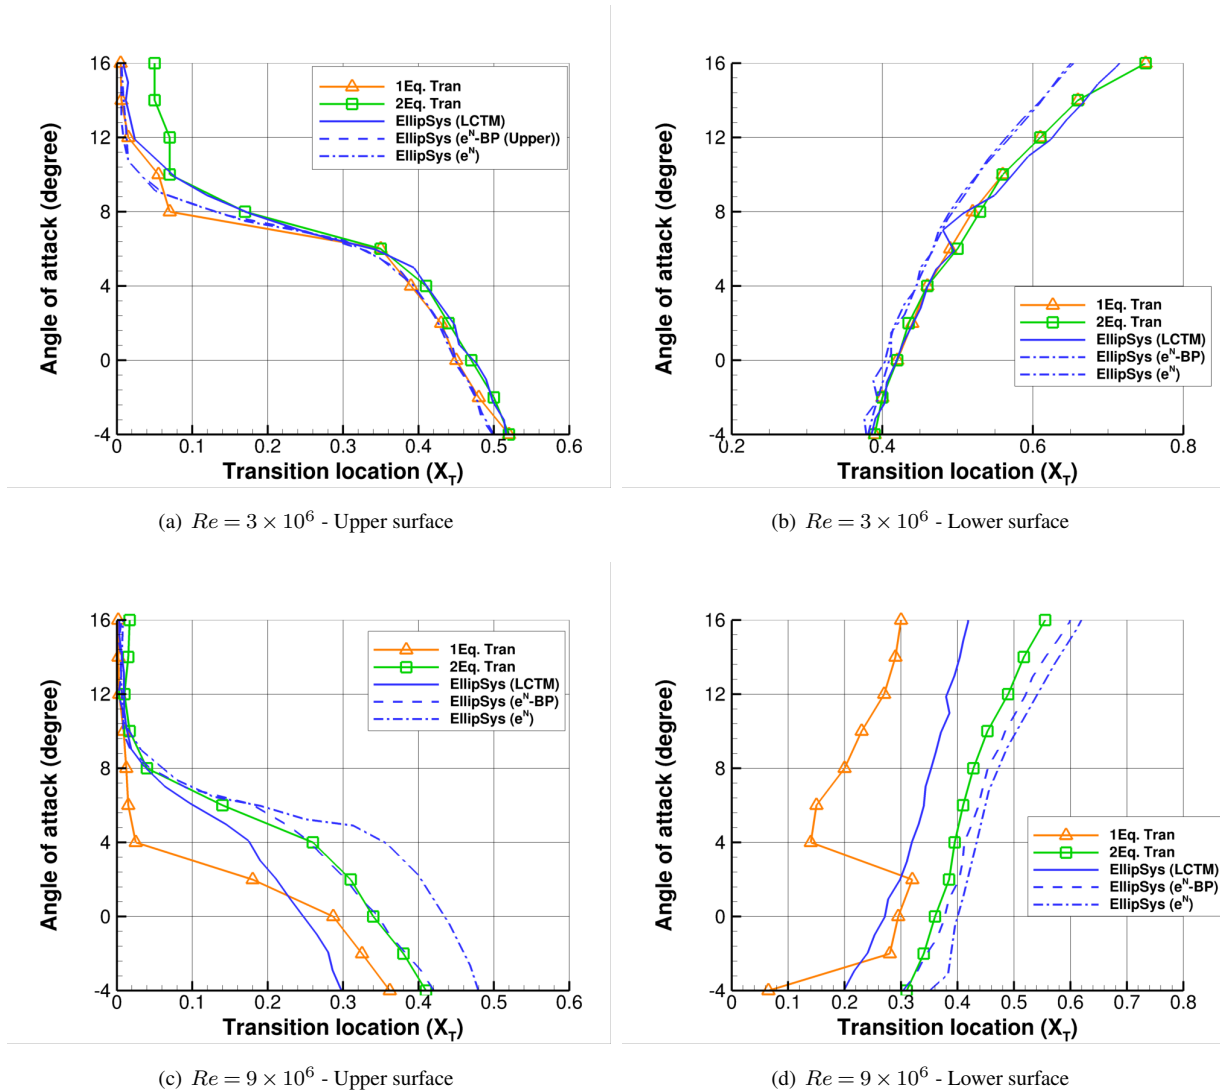 16
12
8
4
0
-4
Angle of attack (degree)
1Eq. Tran
2Eq. Tran
EllipSys (LCTM)
EllipSys (e^N-BP (Upper))
EllipSys (e^N)
0 0.1 0.2 0.3 0.4 0.5 0.6
Transition location (X_T)
(a) Re = 3 × 10^6 - Upper surface
16
12
8
4
0
-4
Angle of attack (degree)
1Eq. Tran
2Eq. Tran
EllipSys (LCTM)
EllipSys (e^N-BP)
EllipSys (e^N)
0.2 0.4 0.6 0.8
Transition location (X_T)
(b) Re = 3 × 10^6 - Lower surface
16
12
8
4
0
-4
Angle of attack (degree)
1Eq. Tran
2Eq. Tran
EllipSys (LCTM)
EllipSys (e^N-BP)
EllipSys (e^N)
0 0.1 0.2 0.3 0.4 0.5 0.6
Transition location (X_T)
(c) Re = 9 × 10^6 - Upper surface
16
12
8
4
0
-4
Angle of attack (degree)
1Eq. Tran
2Eq. Tran
EllipSys (LCTM)
EllipSys (e^N-BP)
EllipSys (e^N)
0 0.1 0.2 0.3 0.4 0.5 0.6 0.7 0.8
Transition location (X_T)
(d) Re = 9 × 10^6 - Lower surface